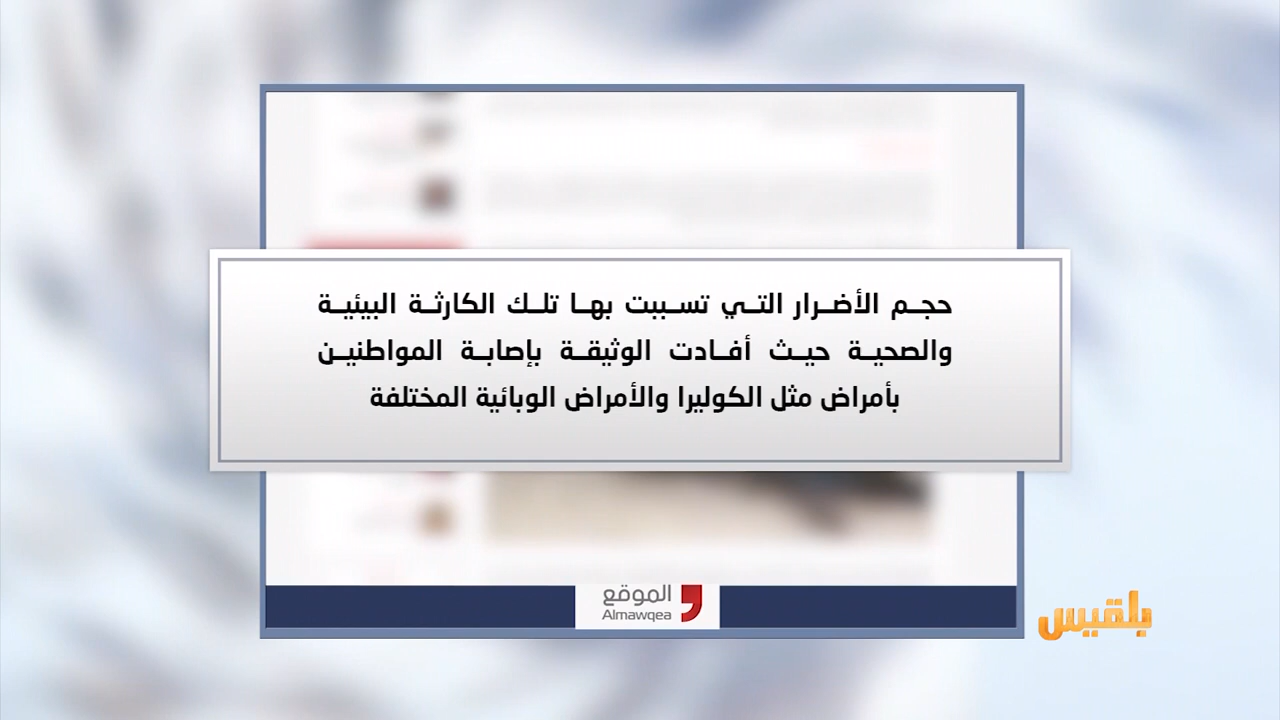 حجم الأضرار التي تسببت بها تلك الكارثة البيئية
والصحية حيث أفادت الوثيقة بإصابة المواطنين
بأمراض مثل الكوليرا والأمراض الوبائية المختلفة
الموقع
Almawqea
بلقيس